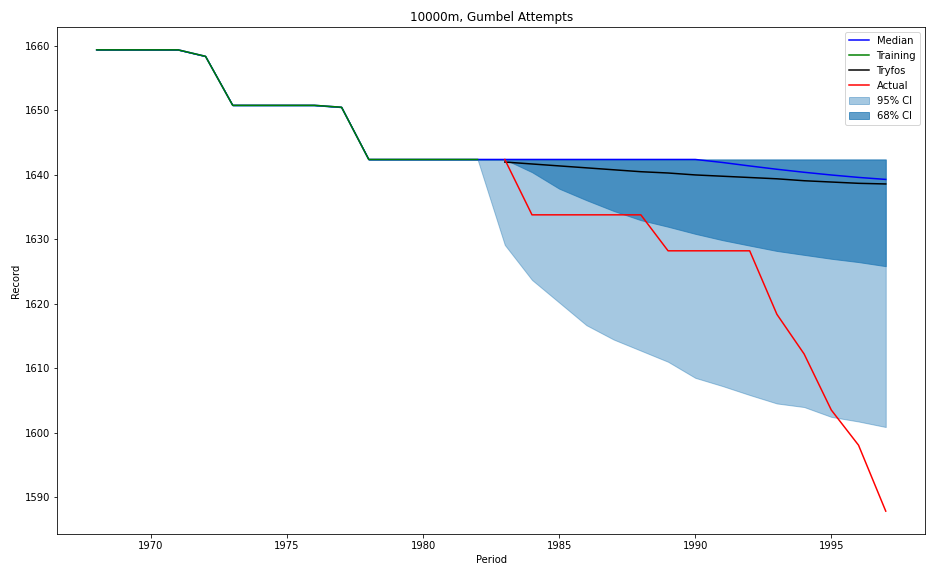 10000m, Gumbel Attempts
Median
Training
Tryfos
Actual
95% CI
68% CI
1660
1650
1640
1630
1620
1610
1600
1590
Record
1970 1975 1980 1985 1990 1995
Period